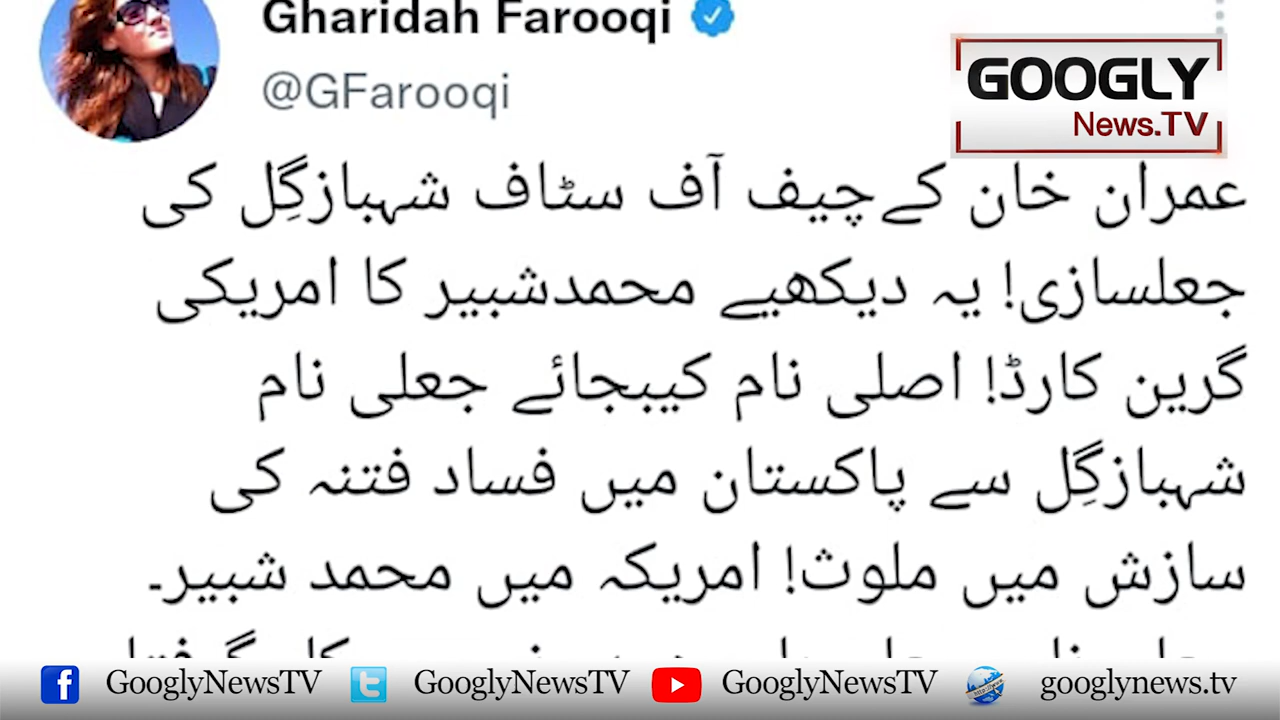 Gharidah Farooqi
@GFarooqi
GOOGLY
News.TV
عمران خان کے چیف آف سٹاف شہبازگِل کی
جعلسازی! یہ دیکھیے محمدشبیر کا امریکی
گرین کارڈ! اصلی نام کیبجائے جعلی نام
شہبازگِل سے پاکستان میں فساد فتنہ کی
سازش میں ملوث! امریکہ میں محمد شبیر۔
GooglyNewsTV GooglyNewsTV GooglyNewsTV googlynews.tv